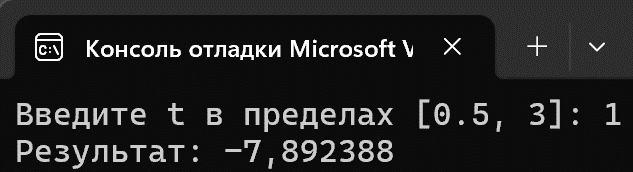 Консоль отладки Microsoft V
Введите t в пределах [0.5, 3]: 1
Результат: -7,892388